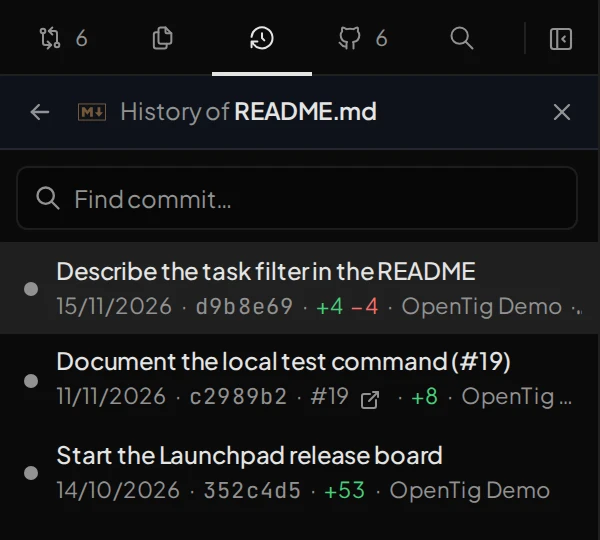 6
6
M↓
History of README.md
Find commit...
Describe the task filter in the README
15/11/2026 · d9b8e69 · +4 −4 · OpenTig Demo ·..
Document the local test command (#19)
11/11/2026 · c2989b2 · #19 · +8 · OpenTig ...
Start the Launchpad release board
14/10/2026 · 352c4d5 · +53 · OpenTig Demo